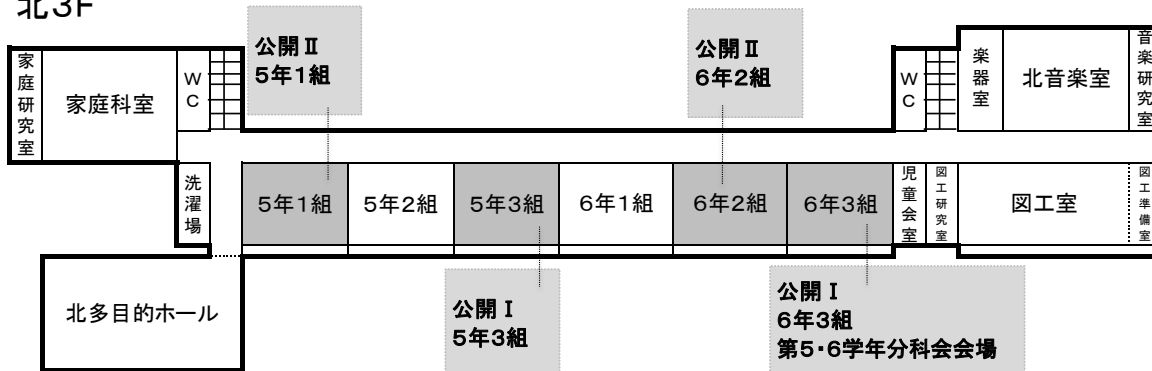 北3F
公開Ⅱ
5年1組
公開Ⅱ
6年2組
家庭研究室
家庭科室
WC
WC
楽器室
北音楽室
音楽研究室
洗濯場
5年1組
5年2組
5年3組
6年1組
6年2組
6年3組
児童会室
図工研究室
図工室
図工準備室
北多目的ホール
公開Ⅰ
5年3組
公開Ⅰ
6年3組
第5・6学年分科会会場